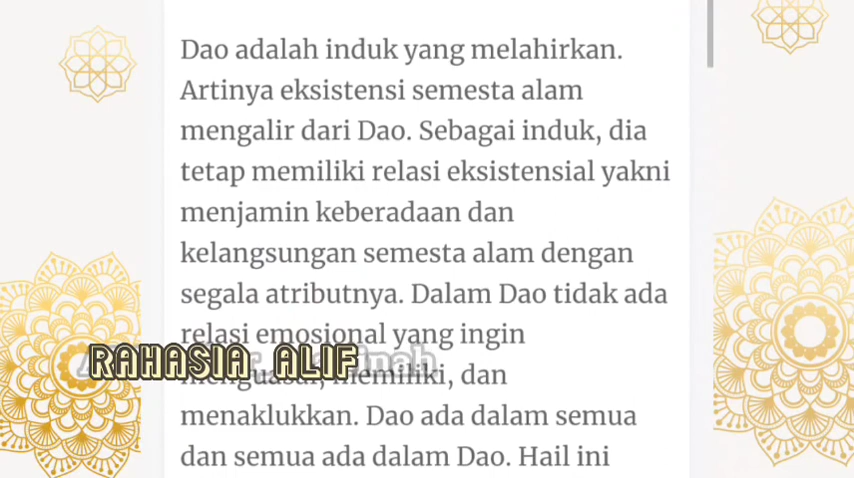 Dao adalah induk yang melahirkan.
Artinya eksistensi semesta alam
mengalir dari Dao. Sebagai induk, dia
tetap memiliki relasi eksistensial yakni
menjamin keberadaan dan
kelangsungan semesta alam dengan
segala atributnya. Dalam Dao tidak ada
relasi emosional yang ingin
RAHASIA ALIF
menguasai, memiliki, dan
menaklukkan. Dao ada dalam semua
dan semua ada dalam Dao. Hail ini